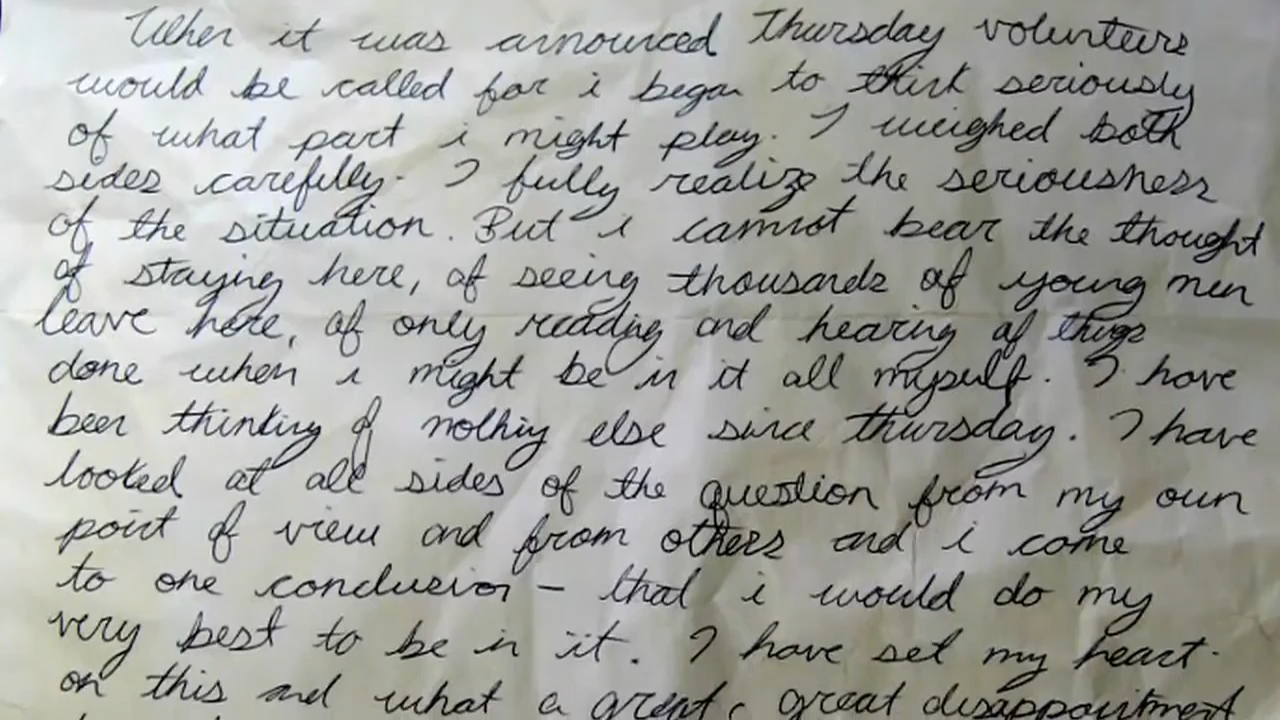 When it was announced Thursday volunteers
would be called for i began to think seriously
of what part i might play. I weighed both
sides carefully. I fully realize the seriousness
of the situation. But i cannot bear the thought
of staying here, of seeing thousands of young men
leave here, of only reading and hearing of things
done when i might be in it all myself. I have
been thinking of nothing else since thursday. I have
looked at all sides of the question from my own
point of view and from others and i come
to one conclusion – that i would do my
very best to be in it. I have set my heart
on this and what a great, great disappointment